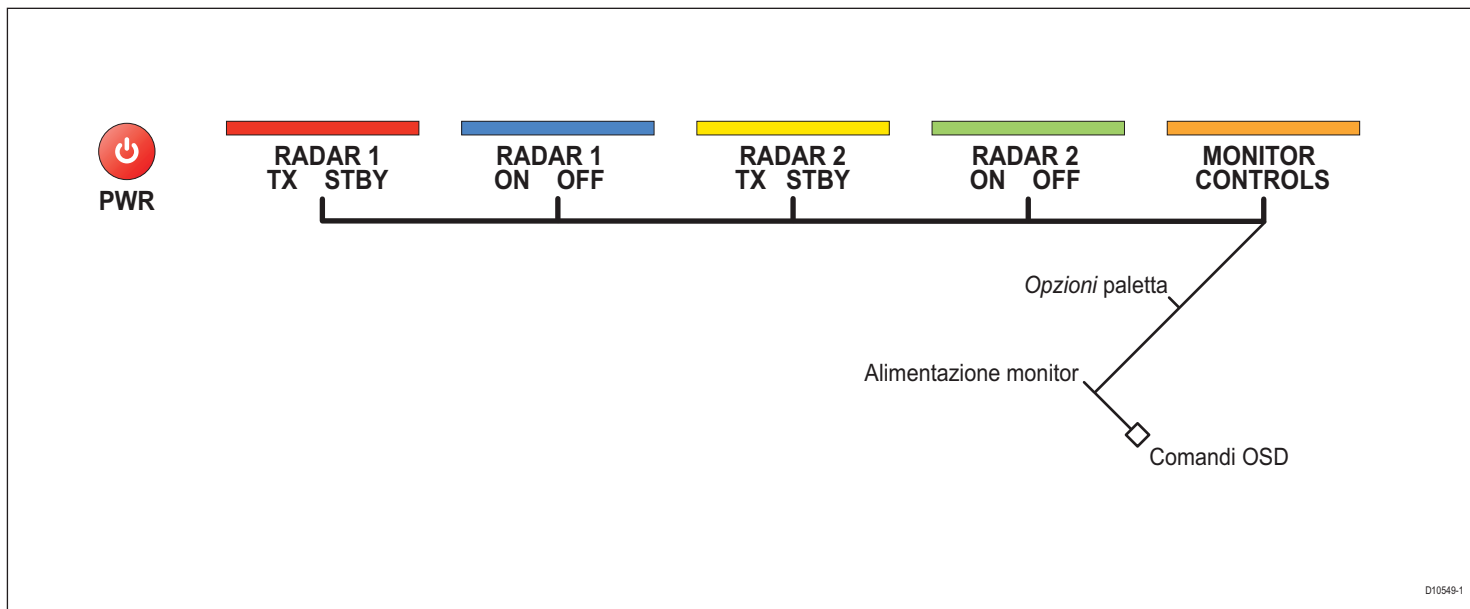 PWR
RADAR 1
TX STBY
RADAR 1
ON OFF
RADAR 2
TX STBY
RADAR 2
ON OFF
MONITOR
CONTROLS
Opzioni paletta
Alimentazione monitor
Comandi OSD
D10549-1